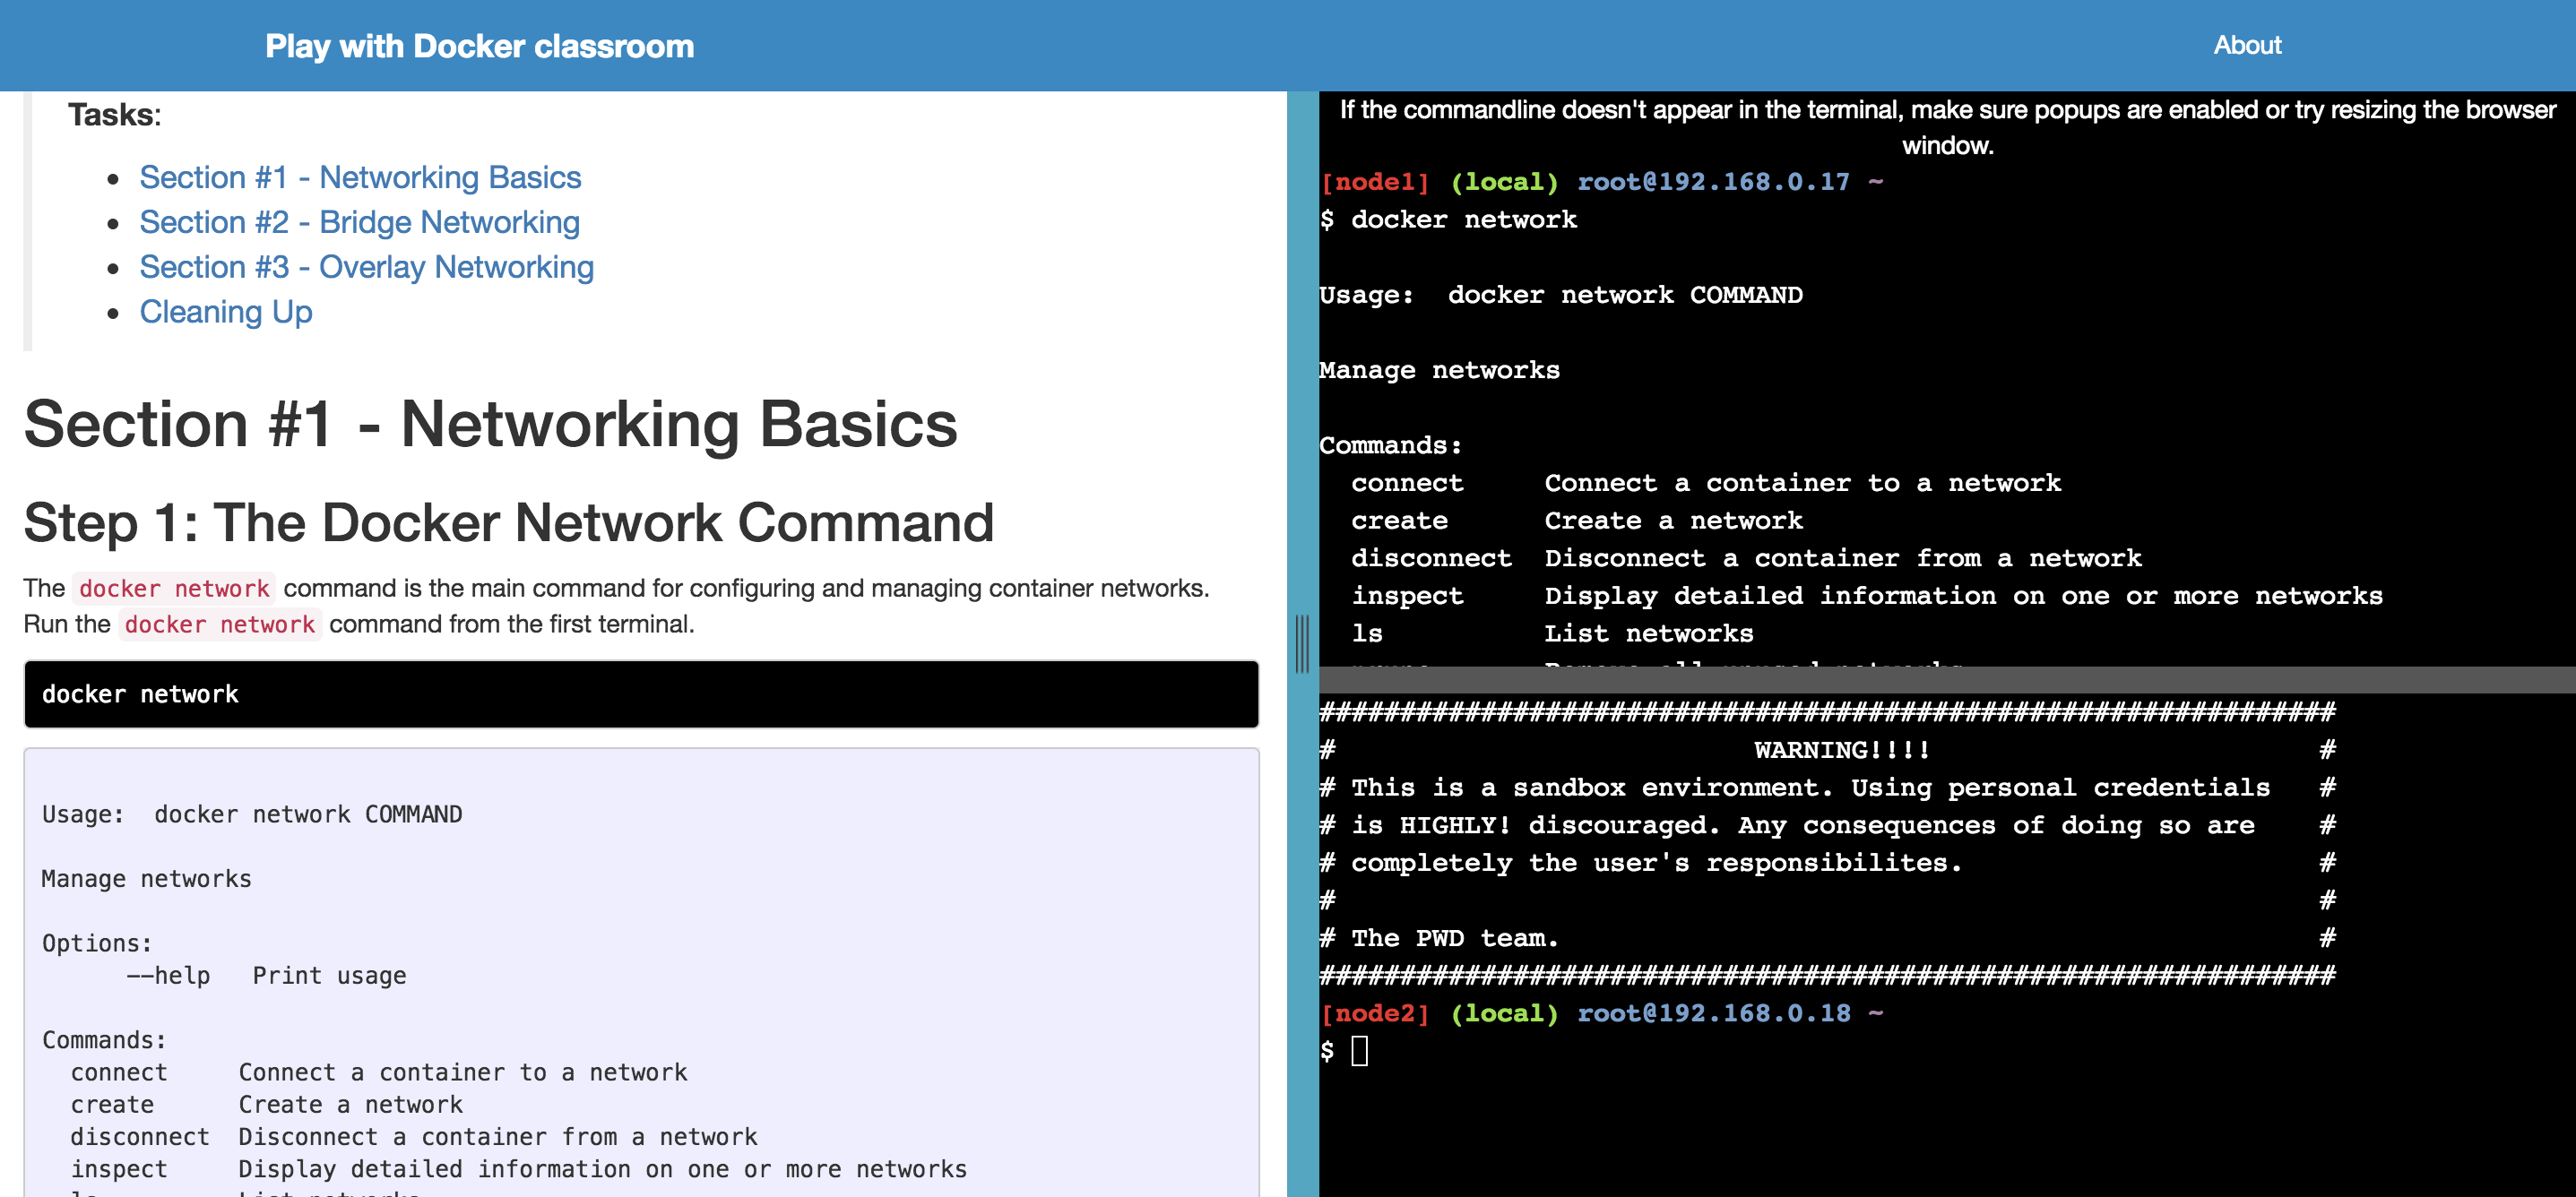 Play with Docker classroom
About
Tasks:
Section #1 - Networking Basics
Section #2 - Bridge Networking
Section #3 - Overlay Networking
Cleaning Up
Section #1 - Networking Basics
Step 1: The Docker Network Command
The docker network command is the main command for configuring and managing container networks.
Run the docker network command from the first terminal.
docker network
Usage:  docker network COMMAND
Manage networks
Options:
      --help   Print usage
Commands:
  connect     Connect a container to a network
  create      Create a network
  disconnect  Disconnect a container from a network
  inspect     Display detailed information on one or more networks
If the commandline doesn't appear in the terminal, make sure popups are enabled or try resizing the browser
window.
[node1] (local) root@192.168.0.17 ~
$ docker network
Usage:  docker network COMMAND
Manage networks
Commands:
  connect     Connect a container to a network
  create      Create a network
  disconnect  Disconnect a container from a network
  inspect     Display detailed information on one or more networks
  ls          List networks
###############################################################
#                          WARNING!!!!                        #
# This is a sandbox environment. Using personal credentials   #
# is HIGHLY! discouraged. Any consequences of doing so are    #
# completely the user's responsibilites.                      #
#                                                             #
# The PWD team.                                               #
###############################################################
[node2] (local) root@192.168.0.18 ~
$